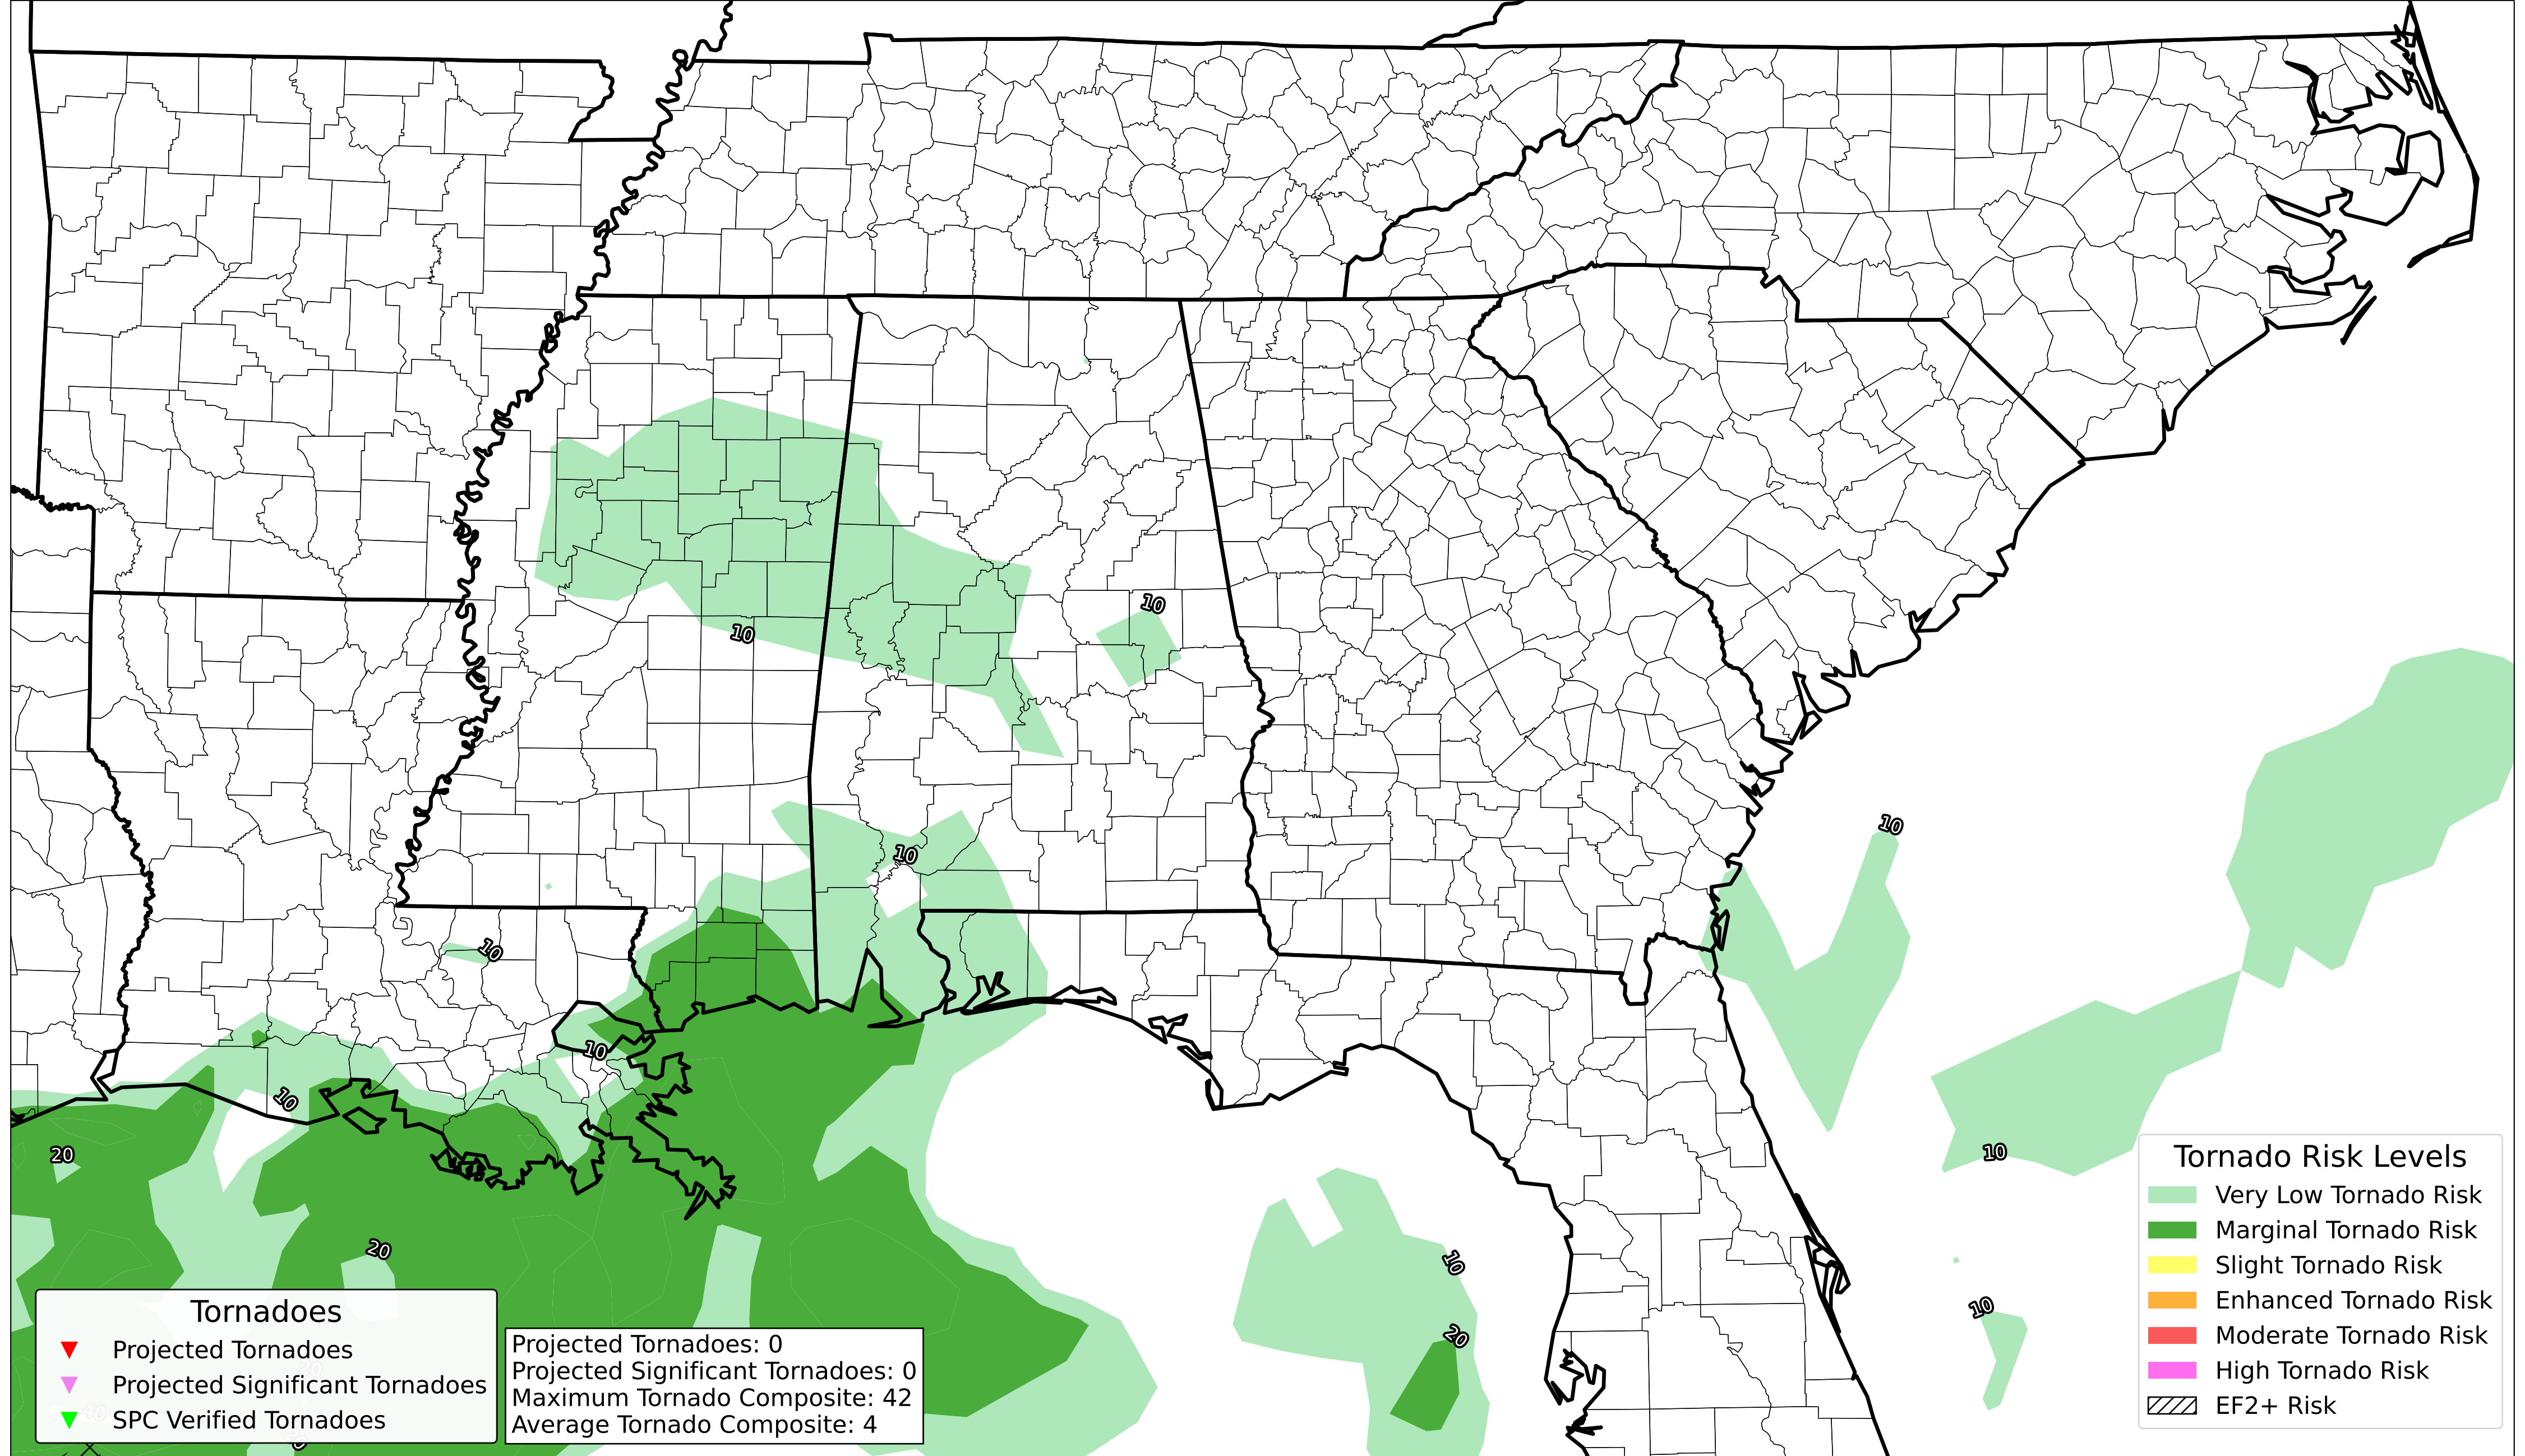 10
10
10
10
10
10
10
20
10
20
10
10
20
40
Tornadoes
Projected Tornadoes
Projected Significant Tornadoes
SPC Verified Tornadoes
Projected Tornadoes: 0
Projected Significant Tornadoes: 0
Maximum Tornado Composite: 42
Average Tornado Composite: 4
Tornado Risk Levels
Very Low Tornado Risk
Marginal Tornado Risk
Slight Tornado Risk
Enhanced Tornado Risk
Moderate Tornado Risk
High Tornado Risk
EF2+ Risk